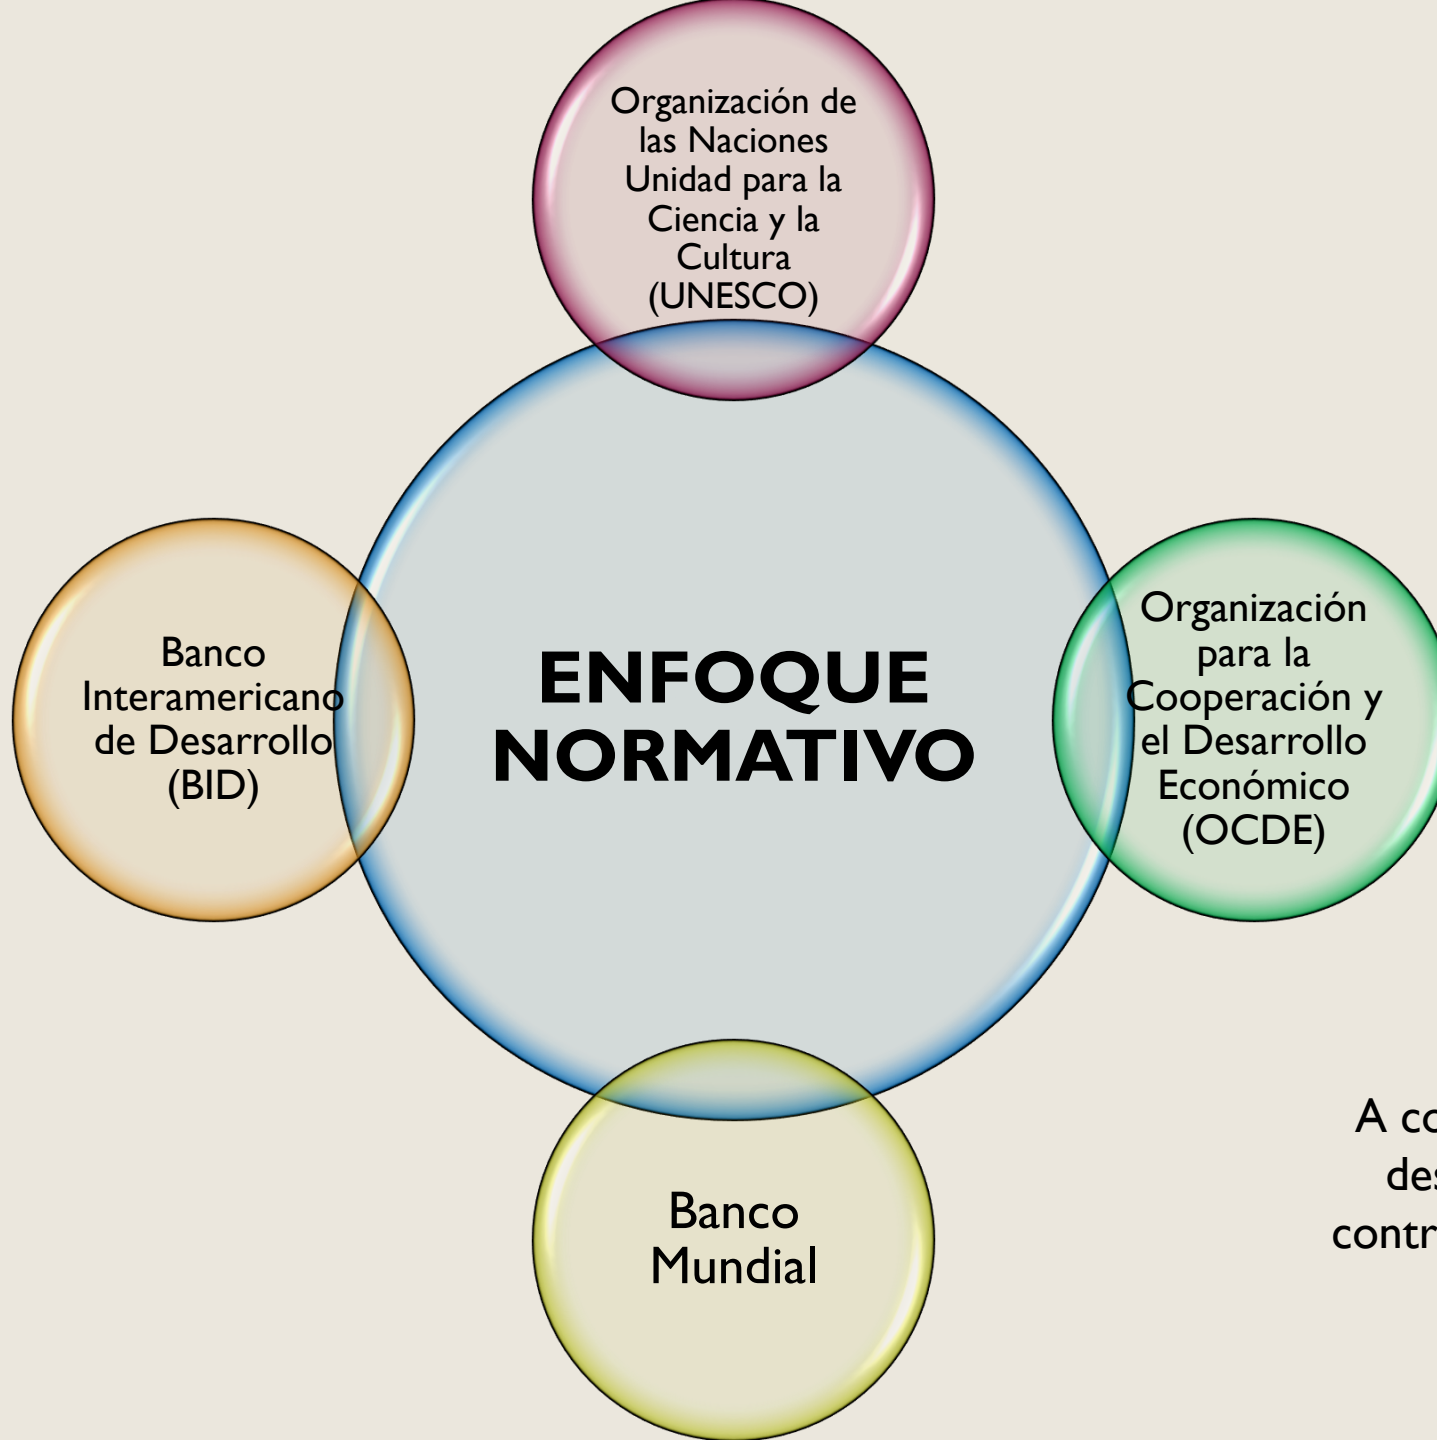 Organización de
las Naciones
Unidad para la
Ciencia y la
Cultura
(UNESCO)
Banco
Interamericano
de Desarrollo
(BID)
ENFOQUE
NORMATIVO
Organización
para la
Cooperación y
el Desarrollo
Económico
(OCDE)
A
Banco
Mundial